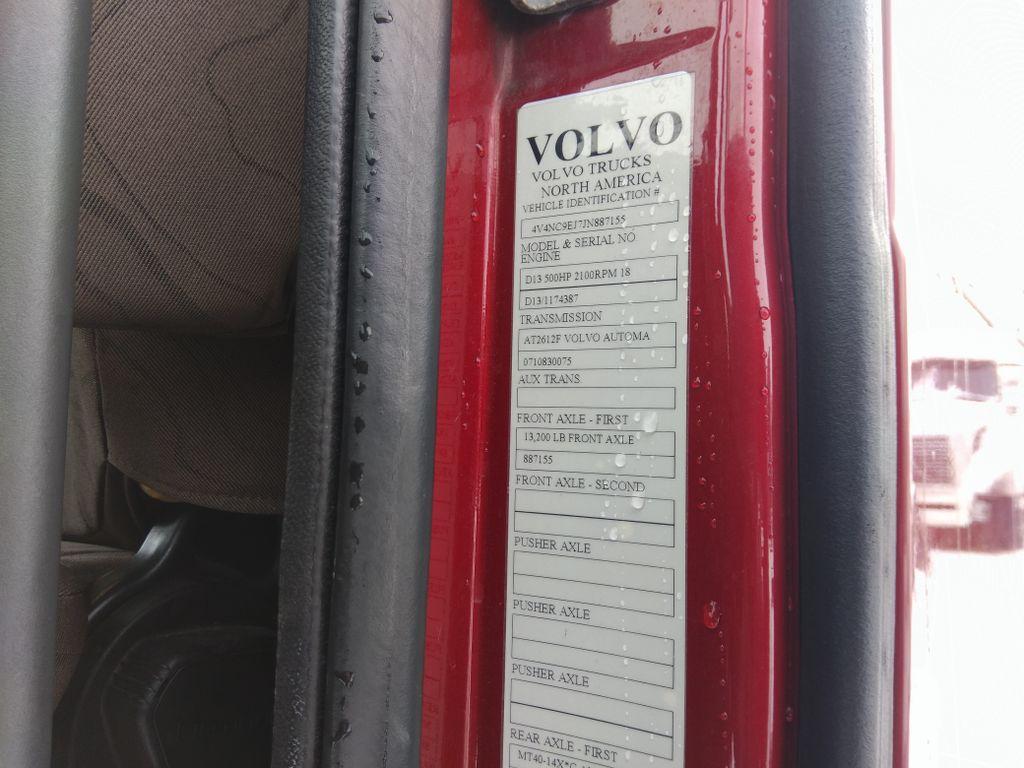 VOLVO
VOLVO TRUCKS
NORTH AMERICA
VEHICLE IDENTIFICATION #
4V4NC9EJ7JN887155
MODEL & SERIAL NO
ENGINE
D13 500HP 2100RPM 18
D13/1174387
TRANSMISSION
AT2612F VOLVO AUTOMA
0710830075
AUX TRANS
FRONT AXLE - FIRST
13,200 LB FRONT AXLE
887155
FRONT AXLE - SECOND
PUSHER AXLE
PUSHER AXLE
PUSHER AXLE
REAR AXLE - FIRST